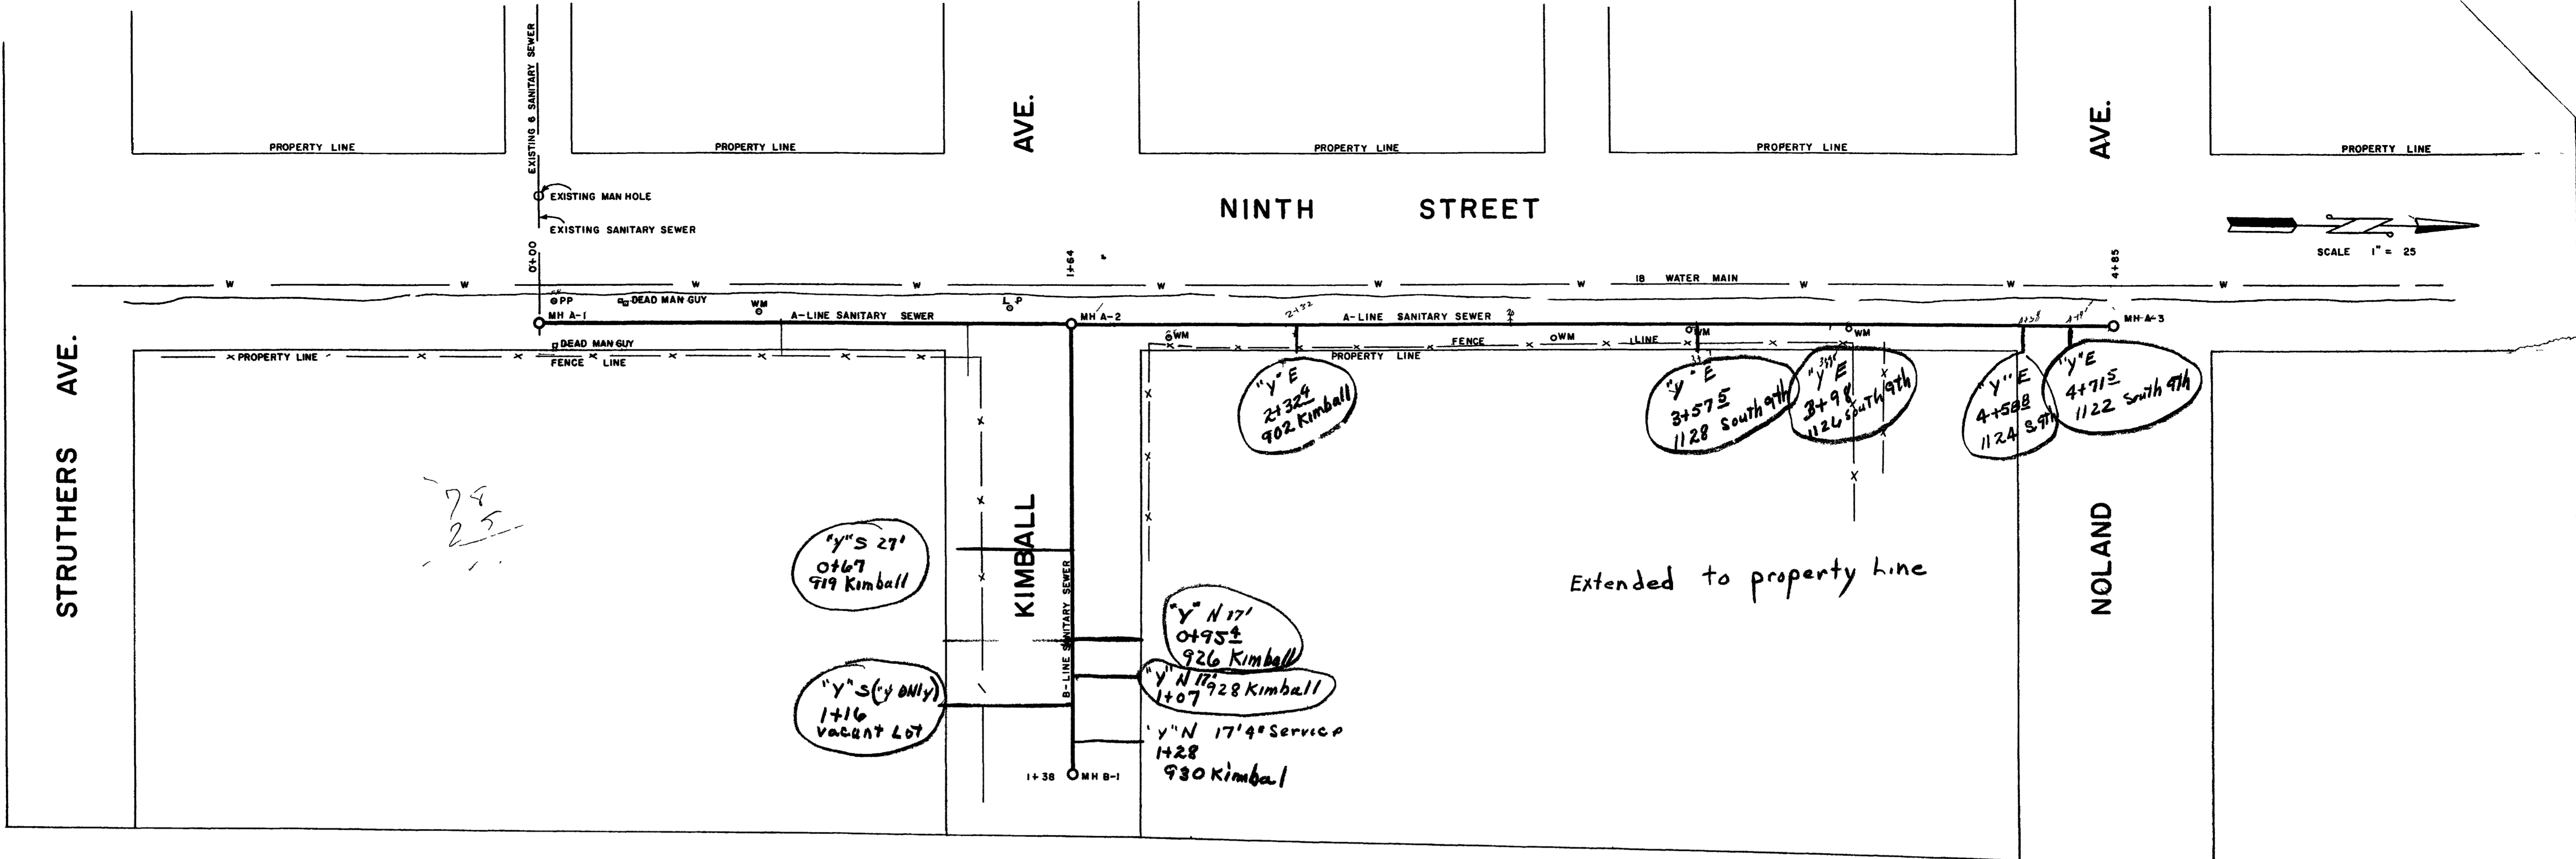 EXISTING 6 SANITARY SEWER
PROPERTY LINE
PROPERTY LINE
AVE.
PROPERTY LINE
PROPERTY LINE
AVE.
PROPERTY LINE
EXISTING MAN HOLE
EXISTING SANITARY SEWER
NINTH STREET
SCALE 1" = 25
0+00
1+64
4+85
W W W W W W W 18 WATER MAIN W W W
PP
DEAD MAN GUY
WM
L P
MH A-1
A-LINE SANITARY SEWER
MH A-2
2+32
A-LINE SANITARY SEWER
MH-A-3
DEAD MAN GUY
PROPERTY LINE
FENCE LINE
WM
FENCE LINE
WM
WM
WM
PROPERTY LINE
STRUTHERS AVE.
"Y" E
2+32 4
902 Kimball
"Y" E
3+57 5
1128 South 9th
"Y" E
3+98
1126 South 9th
"Y" E
4+58 8
1124 S 9th
"Y" E
4+71 5
1122 South 9th
78
25
"Y" S 27'
0+67
919 Kimball
KIMBALL
B-LINE SANITARY SEWER
"Y" N 17'
0+95 4
926 Kimball
"Y" N 17'
1+07 928 Kimball
"Y" S ("Y ONLY)
1+16
vacant Lot
"Y" N 17' 4" Service
1+28
930 Kimbal
1+38
MH B-1
Extended to property Line
NOLAND